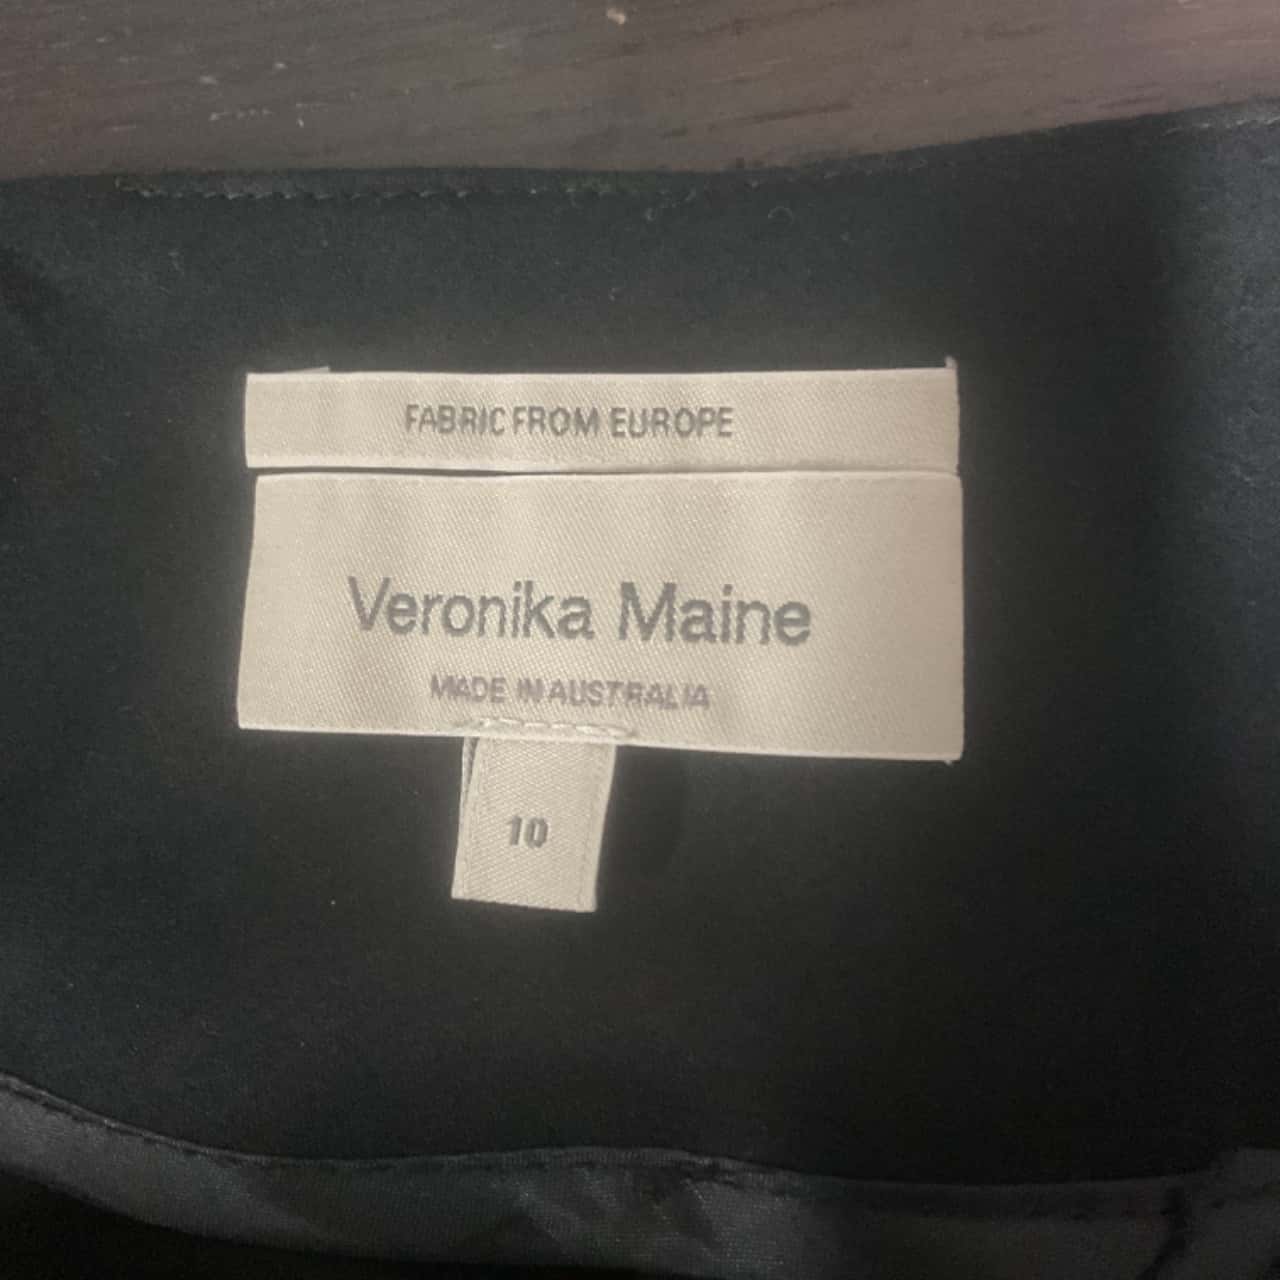 FABRIC FROM EUROPE
Veronika Maine
MADE IN AUSTRALIA
10